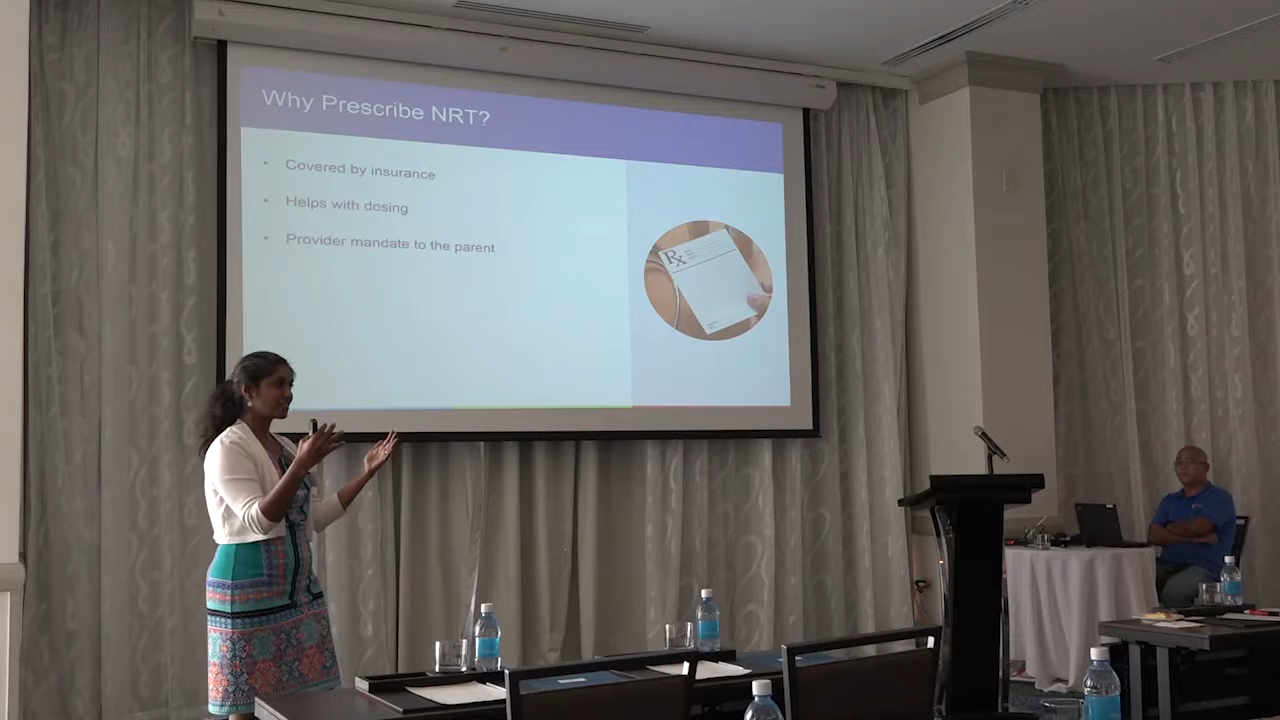 Why Prescribe NRT?
• Covered by insurance
• Helps with dosing
• Provider mandate to the parent
Rx